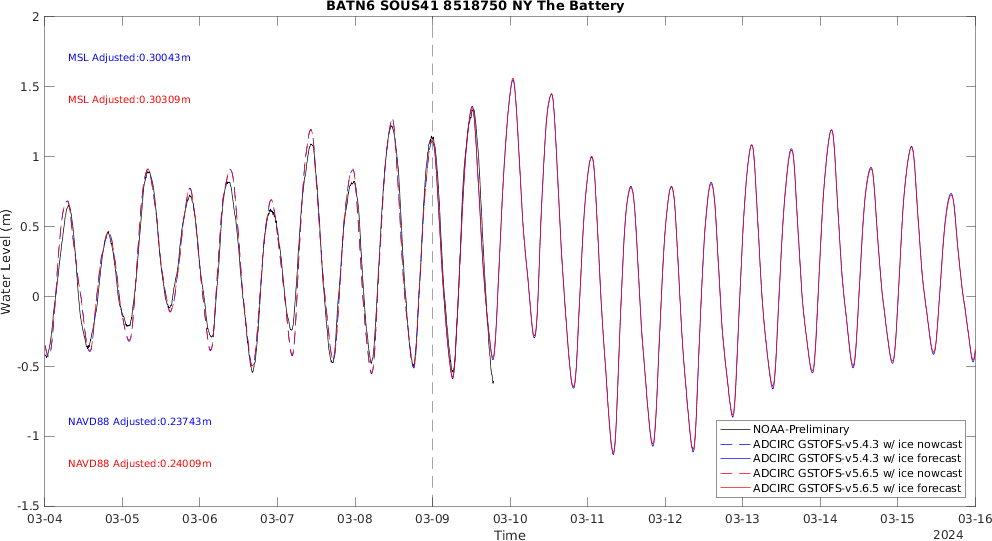 BATN6 SOUS41 8518750 NY The Battery
2
1.5
1
0.5
0
-0.5
-1
-1.5
Water Level (m)
MSL Adjusted:0.30043m
MSL Adjusted:0.30309m
NAVD88 Adjusted:0.23743m
NAVD88 Adjusted:0.24009m
NOAA-Preliminary
ADCIRC GSTOFS-v5.4.3 w/ ice nowcast
ADCIRC GSTOFS-v5.4.3 w/ ice forecast
ADCIRC GSTOFS-v5.6.5 w/ ice nowcast
ADCIRC GSTOFS-v5.6.5 w/ ice forecast
03-04 03-05 03-06 03-07 03-08 03-09 03-10 03-11 03-12 03-13 03-14 03-15 03-16
Time
2024